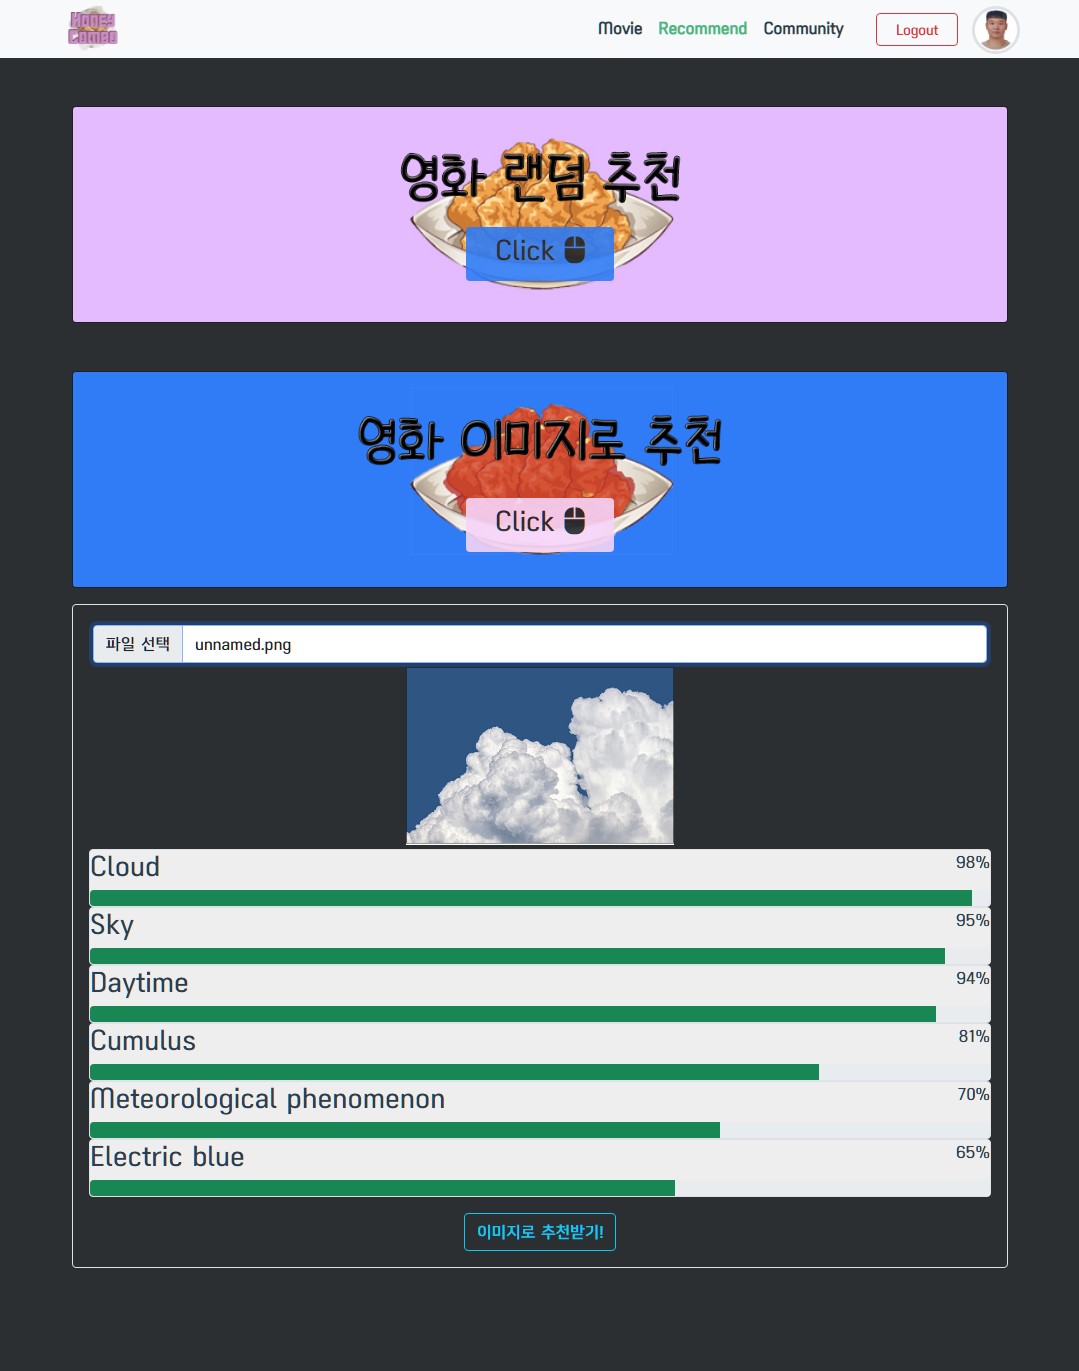 Honey
Combo
Movie Recommend Community Logout
영화 랜덤 추천
Click
영화 이미지로 추천
Click
파일 선택 unnamed.png
Cloud 98%
Sky 95%
Daytime 94%
Cumulus 81%
Meteorological phenomenon 70%
Electric blue 65%
이미지로 추천받기!